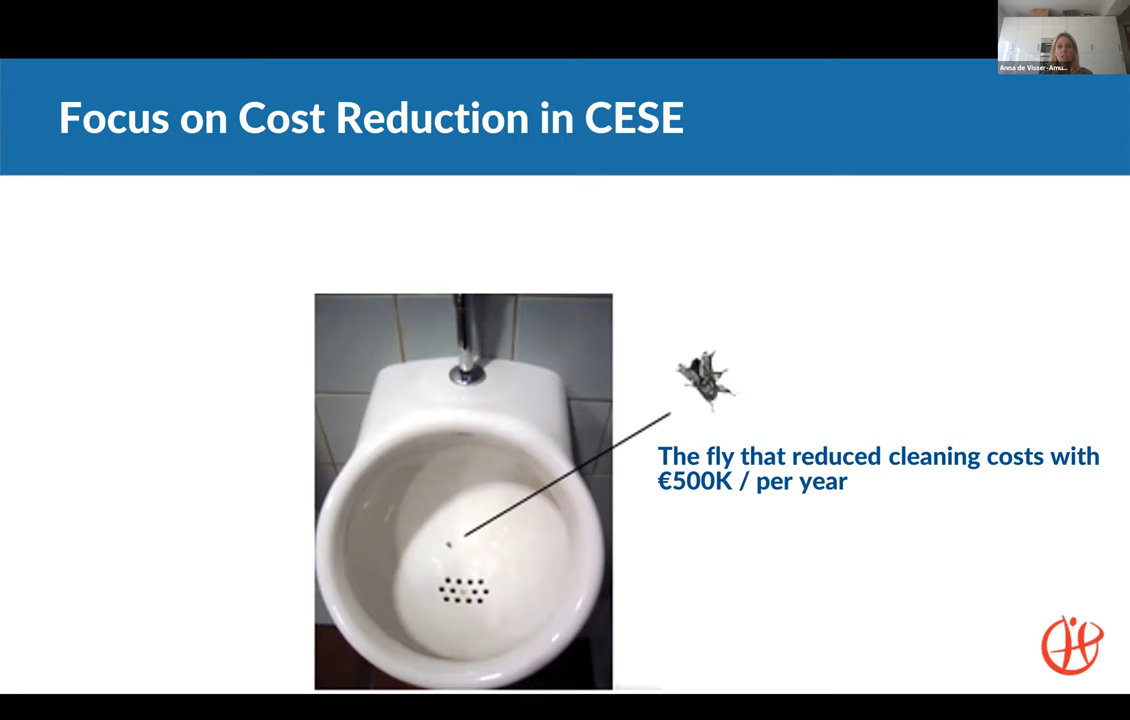 Anna de Visser-Amu...
Focus on Cost Reduction in CESE
The fly that reduced cleaning costs with
€500K / per year